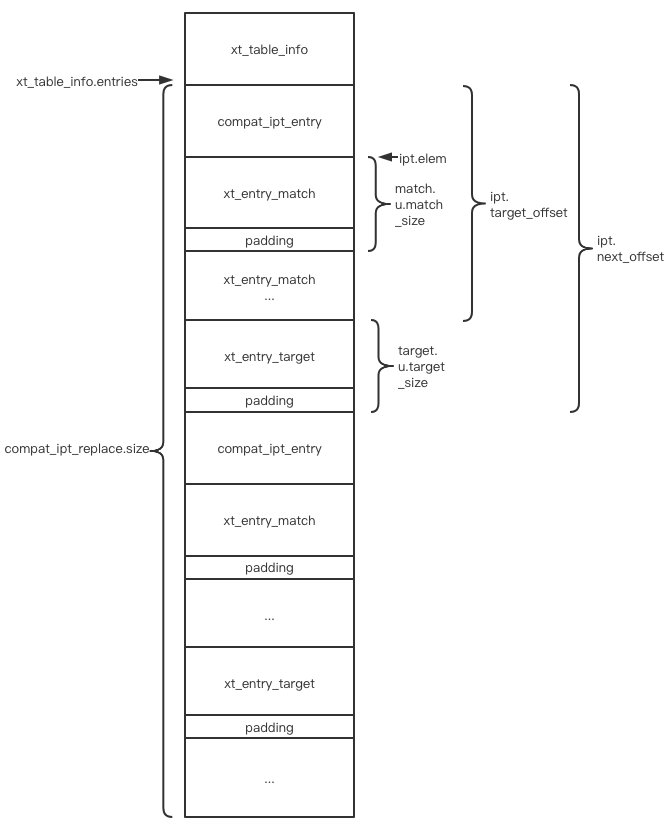 xt_table_info
xt_table_info.entries
compat_ipt_entry
ipt.elem
xt_entry_match
match.
u.match
_size
ipt.
target_offset
padding
ipt.
next_offset
xt_entry_match
...
xt_entry_target
target.
u.target
_size
padding
compat_ipt_replace.size
compat_ipt_entry
xt_entry_match
padding
...
xt_entry_target
padding
...